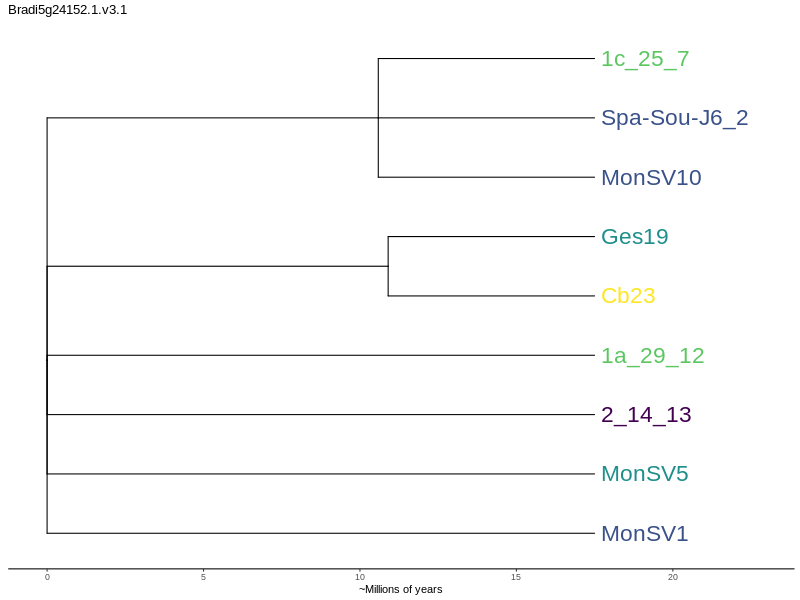 Bradi5g24152.1.v3.1
1c_25_7
Spa-Sou-J6_2
MonSV10
Ges19
Cb23
1a_29_12
2_14_13
MonSV5
MonSV1
0 5 10 15 20
~Millions of years